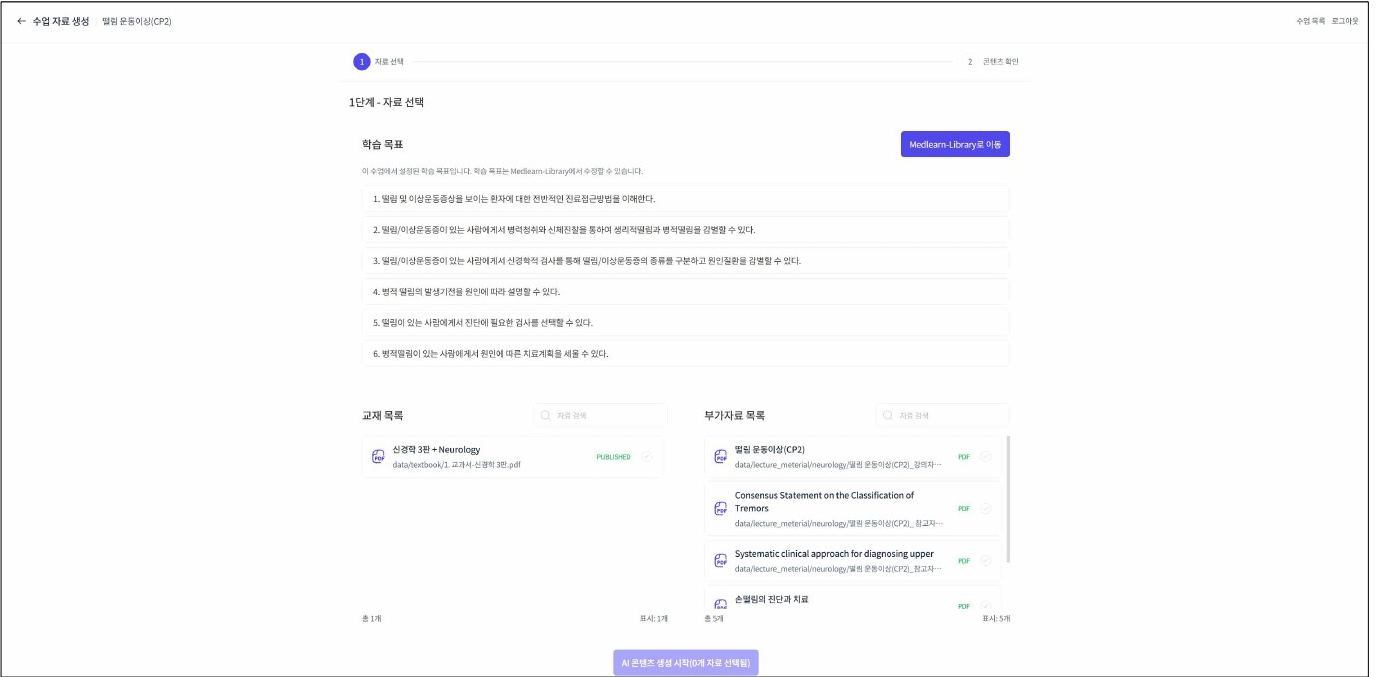 ← 수업 자료 생성 떨림 운동이상(CP2)
수업 목록 로그아웃
1 자료 선택
2 콘텐츠 확인
1단계 - 자료 선택
학습 목표
Medlearn-Library로 이동
이 수업에서 설정된 학습 목표입니다. 학습 목표는 Medlearn-Library에서 수정할 수 있습니다.
1. 떨림 및 이상운동증상을 보이는 환자에 대한 전반적인 진료접근방법을 이해한다.
2. 떨림/이상운동증이 있는 사람에게서 병력청취와 신체진찰을 통하여 생리적떨림과 병적떨림을 감별할 수 있다.
3. 떨림/이상운동증이 있는 사람에게서 신경학적 검사를 통해 떨림/이상운동증의 종류를 구분하고 원인질환을 감별할 수 있다.
4. 병적 떨림의 발생기전을 원인에 따라 설명할 수 있다.
5. 떨림이 있는 사람에게서 진단에 필요한 검사를 선택할 수 있다.
6. 병적떨림이 있는 사람에게서 원인에 따른 치료계획을 세울 수 있다.
교재 목록
자료 검색
PDF
신경학 3판 + Neurology
data/textbook/1. 교과서-신경학 3판.pdf
PUBLISHED
총 1개
표시: 1개
부가자료 목록
자료 검색
PDF
떨림 운동이상(CP2)
data/lecture_meterial/neurology/떨림 운동이상(CP2)_강의자…
PDF
PDF
Consensus Statement on the Classification of
Tremors
data/lecture_meterial/neurology/떨림 운동이상(CP2)_ 참고자…
PDF
PDF
Systematic clinical approach for diagnosing upper
data/lecture_meterial/neurology/떨림 운동이상(CP2)_참고자…
PDF
손떨림의 진단과 치료
PDF
총 5개
표시: 5개
AI 콘텐츠 생성 시작(0개 자료 선택됨)